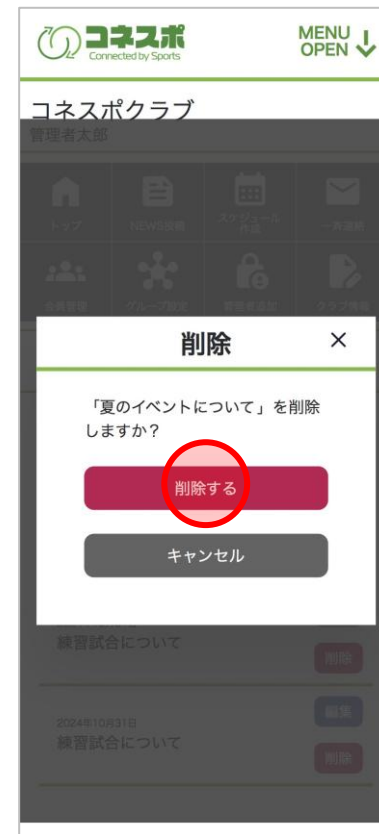 コネスポ
Connected by Sports
MENU
OPEN
コネスポクラブ
管理者太郎
トップ
NEWS投稿
スケジュール
作成
一斉連絡
会員管理
グループ設定
管理者追加
クラブ情報
削除
×
「夏のイベントについて」を削除
しますか？
削除する
キャンセル
練習試合について
削除
2024年10月31日
編集
練習試合について
削除